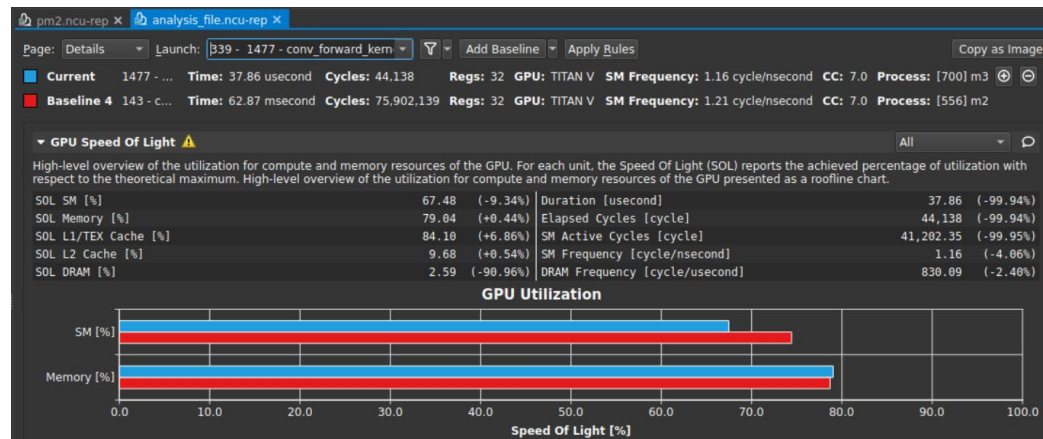 pm2.ncu-rep × analysis_file.ncu-rep ×
Page: Details Launch: 339 - 1477 - conv_forward_kern Add Baseline Apply Rules Copy as Image
Current 1477 - ... Time: 37.86 usecond Cycles: 44,138 Regs: 32 GPU: TITAN V SM Frequency: 1.16 cycle/nsecond CC: 7.0 Process: [700] m3
Baseline 4 143 - c... Time: 62.87 msecond Cycles: 75,902,139 Regs: 32 GPU: TITAN V SM Frequency: 1.21 cycle/nsecond CC: 7.0 Process: [556] m2
GPU Speed Of Light All
High-level overview of the utilization for compute and memory resources of the GPU. For each unit, the Speed Of Light (SOL) reports the achieved percentage of utilization with
respect to the theoretical maximum. High-level overview of the utilization for compute and memory resources of the GPU presented as a roofline chart.
SOL SM [%] 67.48 (-9.34%) Duration [usecond] 37.86 (-99.94%)
SOL Memory [%] 79.04 (+0.44%) Elapsed Cycles [cycle] 44,138 (-99.94%)
SOL L1/TEX Cache [%] 84.10 (+6.86%) SM Active Cycles [cycle] 41,202.35 (-99.95%)
SOL L2 Cache [%] 9.68 (+0.54%) SM Frequency [cycle/nsecond] 1.16 (-4.06%)
SOL DRAM [%] 2.59 (-90.96%) DRAM Frequency [cycle/usecond] 830.09 (-2.40%)
GPU Utilization
SM [%]
Memory [%]
0.0 10.0 20.0 30.0 40.0 50.0 60.0 70.0 80.0 90.0 100.0
Speed Of Light [%]